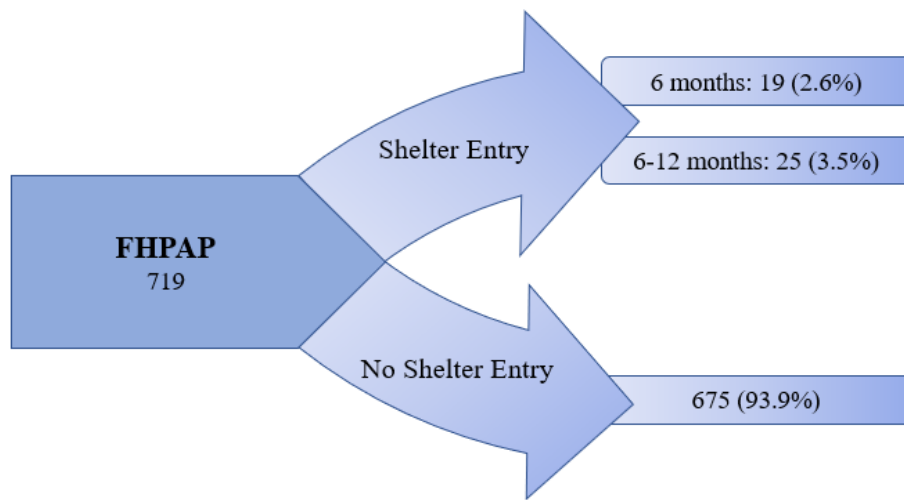 FHPAP
719
Shelter Entry
6 months: 19 (2.6%)
6-12 months: 25 (3.5%)
No Shelter Entry
675 (93.9%)